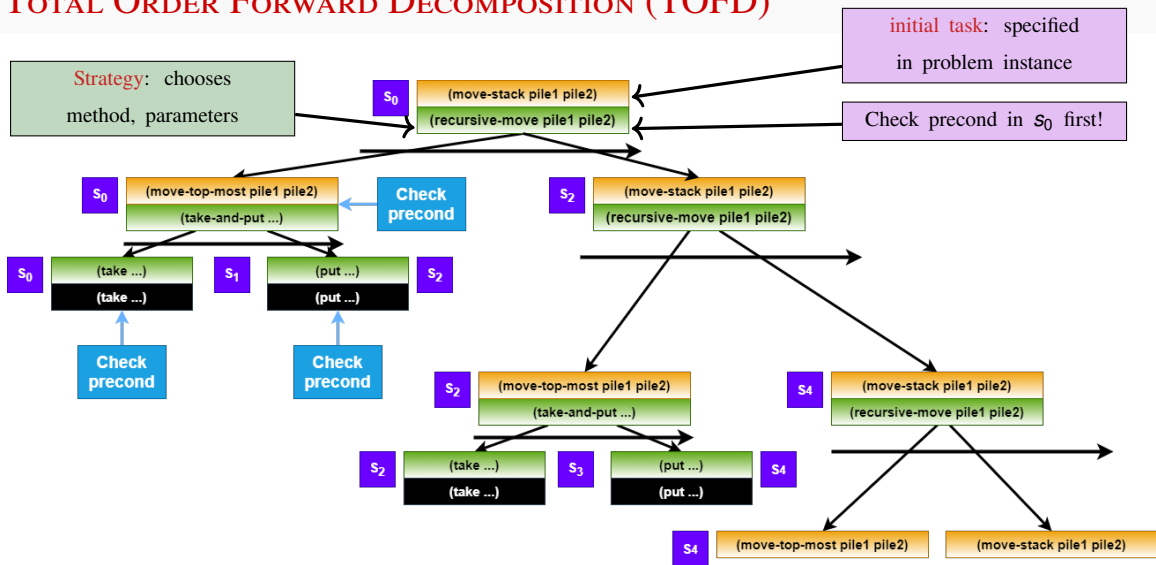 TOTAL ORDER FORWARD DECOMPOSITION (TOFD)
initial task: specified
in problem instance
Strategy: chooses
method, parameters
s0
(move-stack pile1 pile2)
(recursive-move pile1 pile2)
Check precond in s0 first!
s0
(move-top-most pile1 pile2)
(take-and-put ...)
Check
precond
s2
(move-stack pile1 pile2)
(recursive-move pile1 pile2)
s0
(take ...)
(take ...)
s1
(put ...)
(put ...)
s2
Check
precond
Check
precond
s2
(move-top-most pile1 pile2)
(take-and-put ...)
s4
(move-stack pile1 pile2)
(recursive-move pile1 pile2)
s2
(take ...)
(take ...)
s3
(put ...)
(put ...)
s4
s4
(move-top-most pile1 pile2)
(move-stack pile1 pile2)